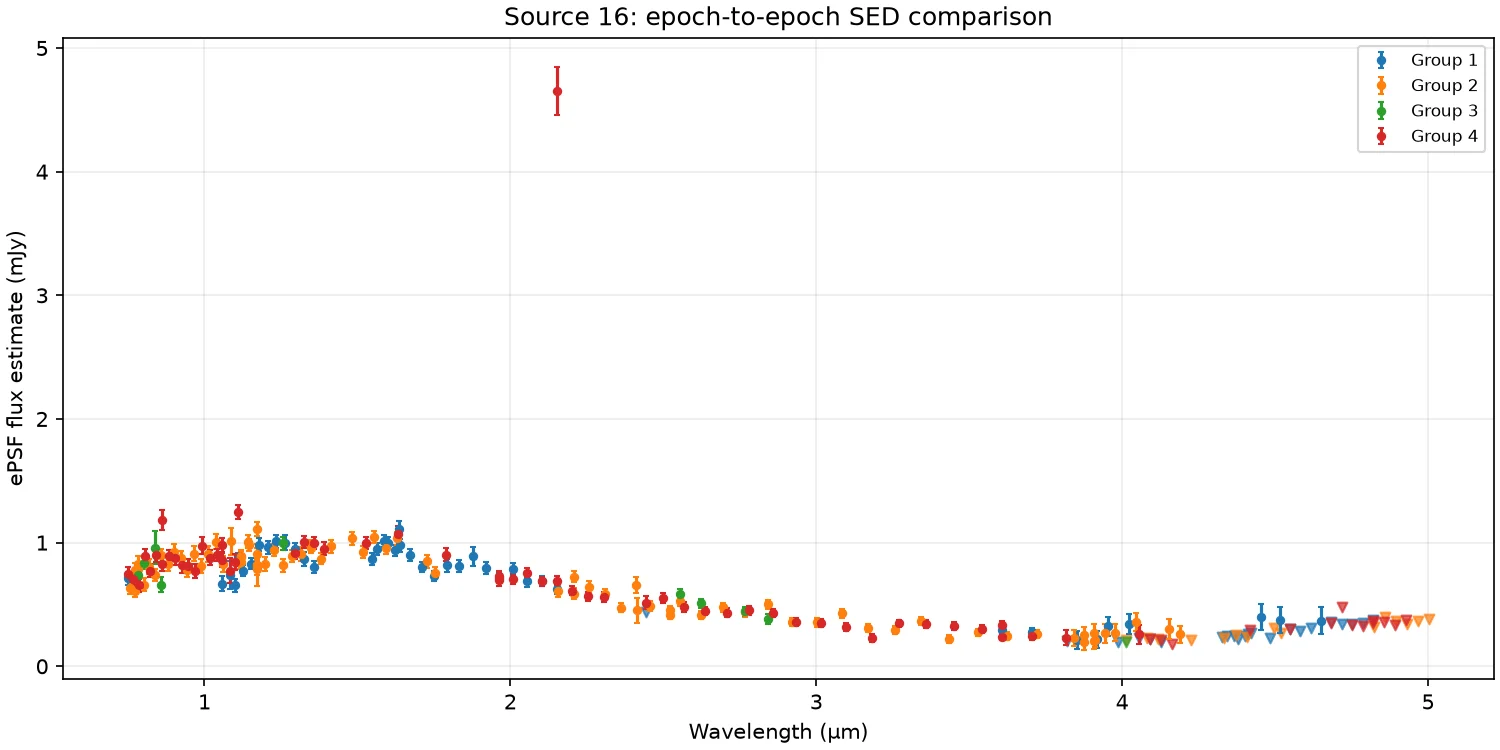 Source 16: epoch-to-epoch SED comparison
ePSF flux estimate (mJy)
5
4
3
2
1
0
Group 1
Group 2
Group 3
Group 4
1 2 3 4 5
Wavelength (μm)